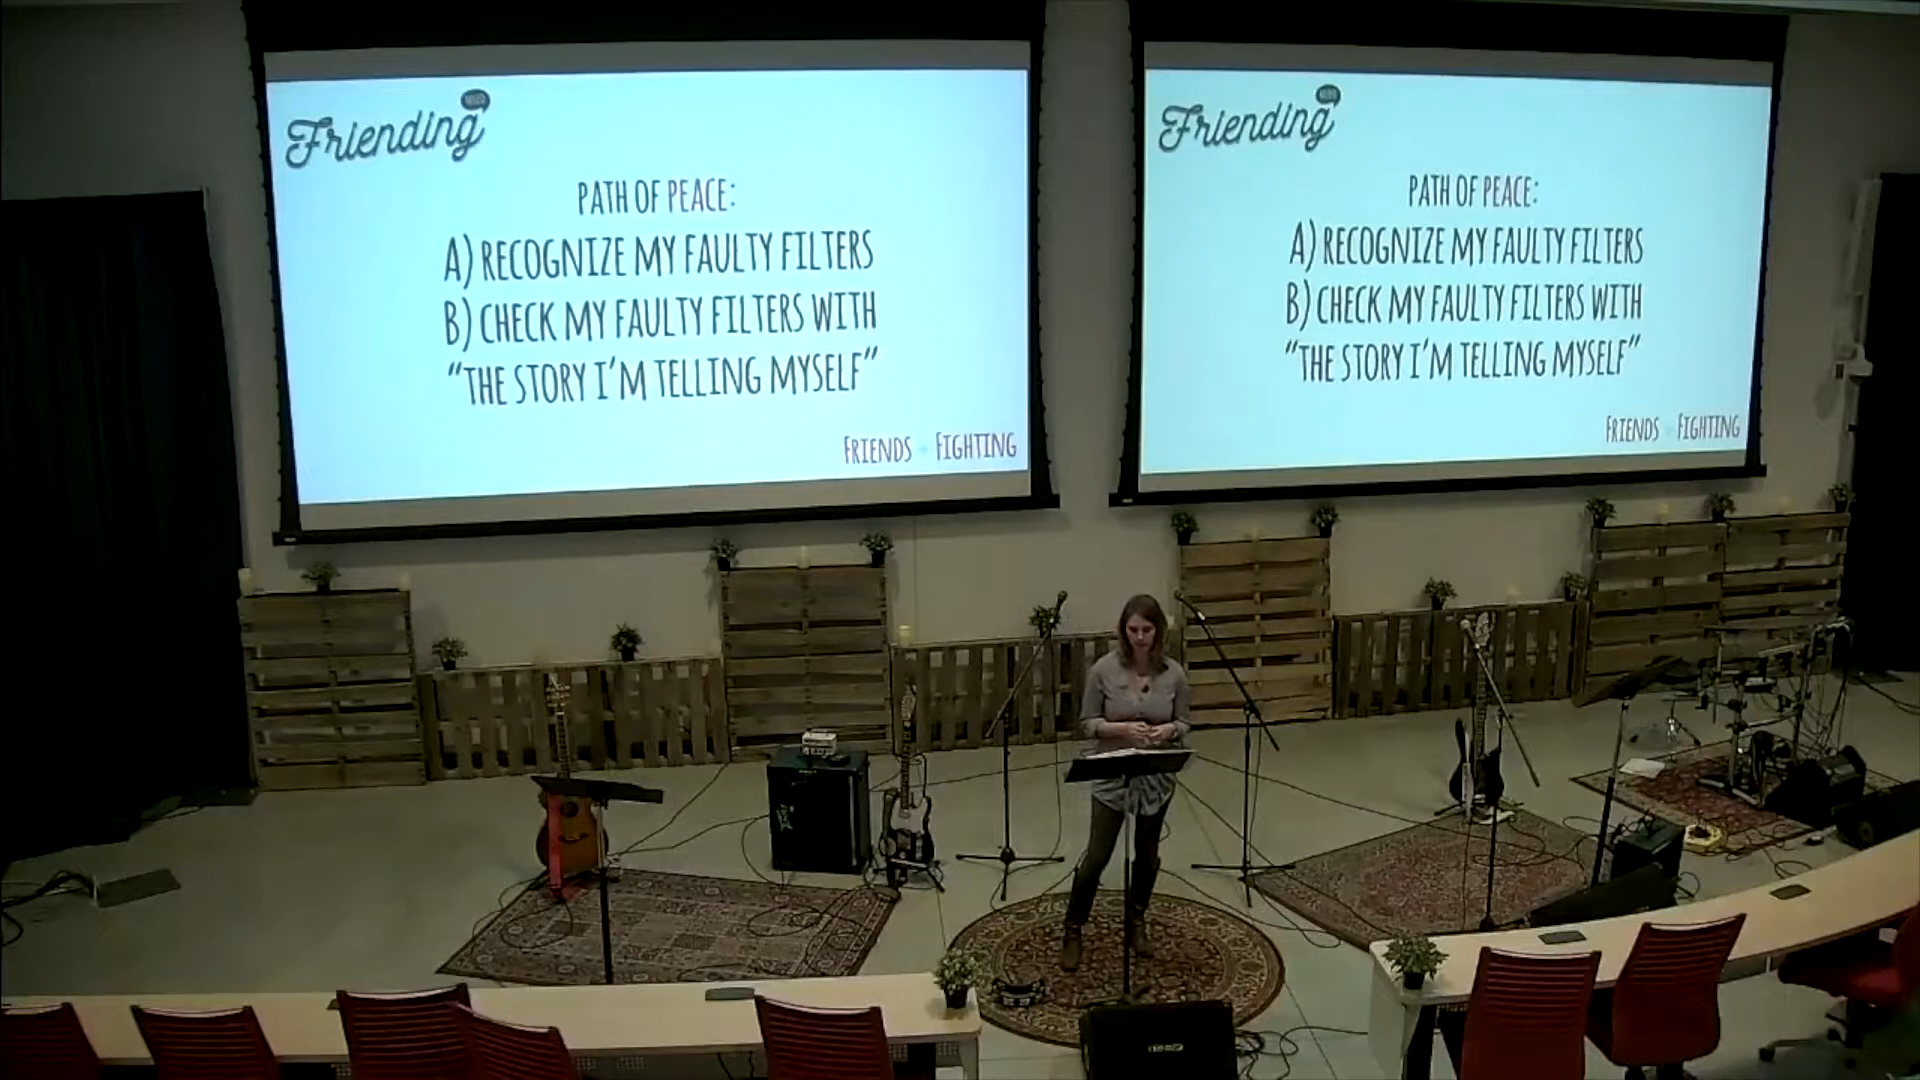 Friending
PATH OF PEACE:
A) RECOGNIZE MY FAULTY FILTERS
B) CHECK MY FAULTY FILTERS WITH
“THE STORY I’M TELLING MYSELF”
FRIENDS + FIGHTING
Friending
PATH OF PEACE:
A) RECOGNIZE MY FAULTY FILTERS
B) CHECK MY FAULTY FILTERS WITH
“THE STORY I’M TELLING MYSELF”
FRIENDS + FIGHTING